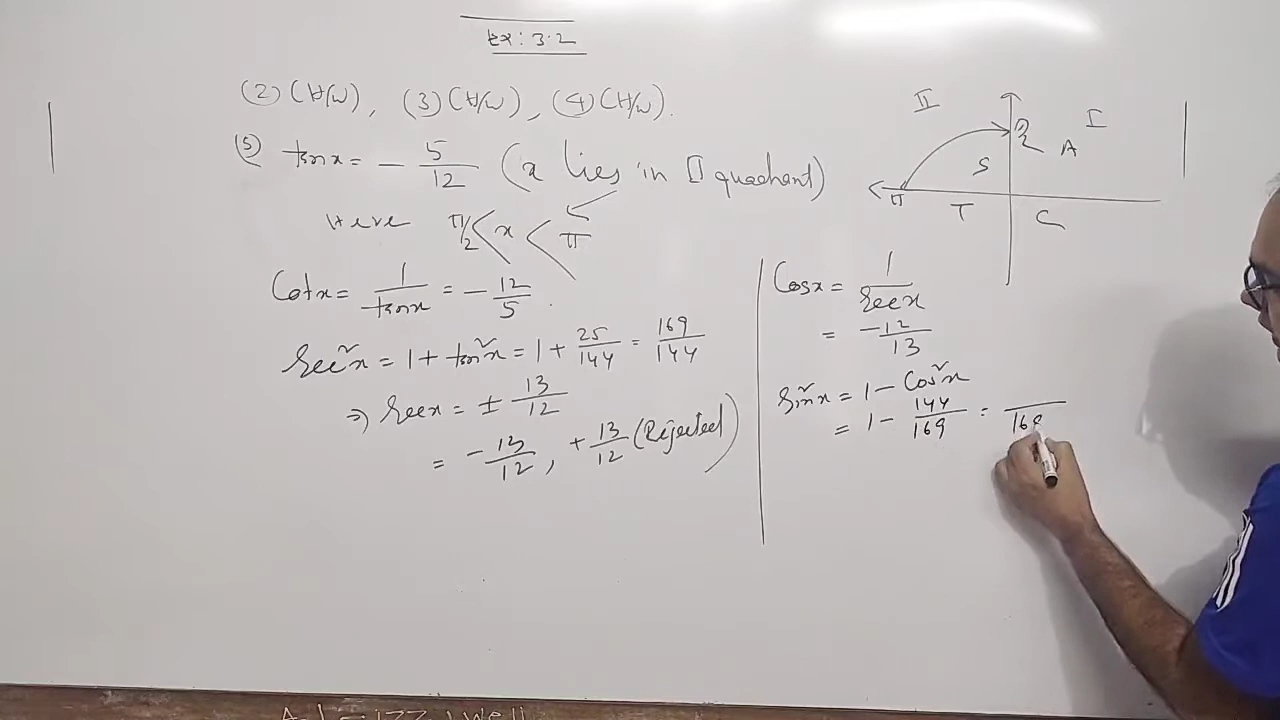 Ex: 3.2
(2) (H/W), (3) (H/W), (4) (H/W).
(5) tan x = - 5/12 (x lies in II quadrant)
Here π/2 < x < π
Cot x = 1/tan x = - 12/5.
Sec²x = 1 + tan²x = 1 + 25/144 = 169/144
⇒ Sec x = ± 13/12
= - 13/12, + 13/12 (Rejected)
Cos x = 1/Sec x
= -12/13
Sin²x = 1 - Cos²x
= 1 - 144/169 = /169
II
I
π/2
S A
π
T C